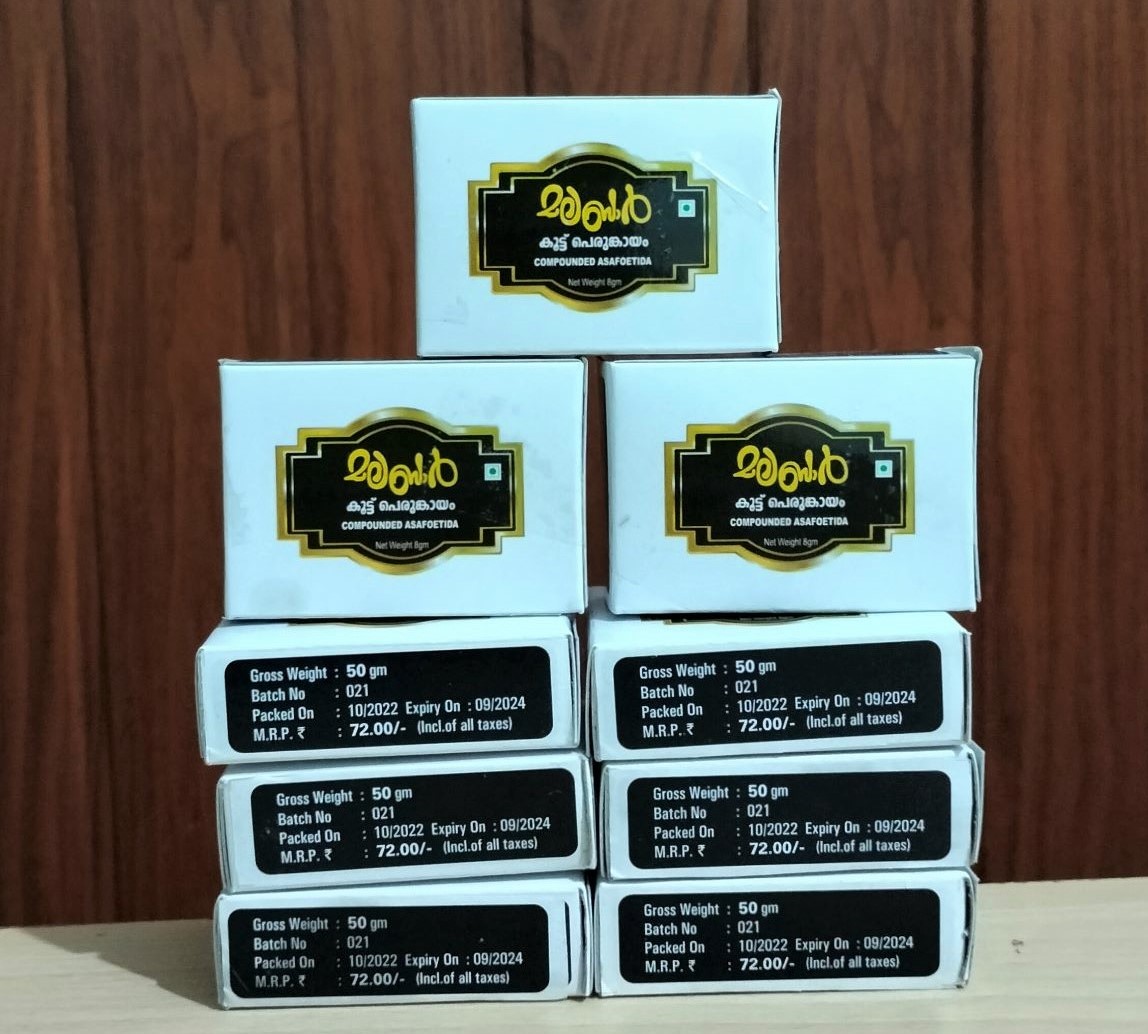 മലബാർ
കൂട്ട് പെരുങ്കായം
COMPOUNDED ASAFOETIDA
Net Weight 8gm
മലബാർ
കൂട്ട് പെരുങ്കായം
COMPOUNDED ASAFOETIDA
Net Weight 8gm
മലബാർ
കൂട്ട് പെരുങ്കായം
COMPOUNDED ASAFOETIDA
Net Weight 8gm
Gross Weight : 50 gm
Batch No : 021
Packed On : 10/2022 Expiry On : 09/2024
M.R.P. ₹ : 72.00/- (Incl.of all taxes)
Gross Weight : 50 gm
Batch No : 021
Packed On : 10/2022 Expiry On : 09/2024
M.R.P. ₹ : 72.00/- (Incl.of all taxes)
Gross Weight : 50 gm
Batch No : 021
Packed On : 10/2022 Expiry On : 09/2024
M.R.P. ₹ : 72.00/- (Incl.of all taxes)
Gross Weight : 50 gm
Batch No : 021
Packed On : 10/2022 Expiry On : 09/2024
M.R.P. ₹ : 72.00/- (Incl.of all taxes)
Gross Weight : 50 gm
Batch No : 021
Packed On : 10/2022 Expiry On : 09/2024
M.R.P. ₹ : 72.00/- (Incl.of all taxes)
Gross Weight : 50 gm
Batch No : 021
Packed On : 10/2022 Expiry On : 09/2024
M.R.P. ₹ : 72.00/- (Incl.of all taxes)